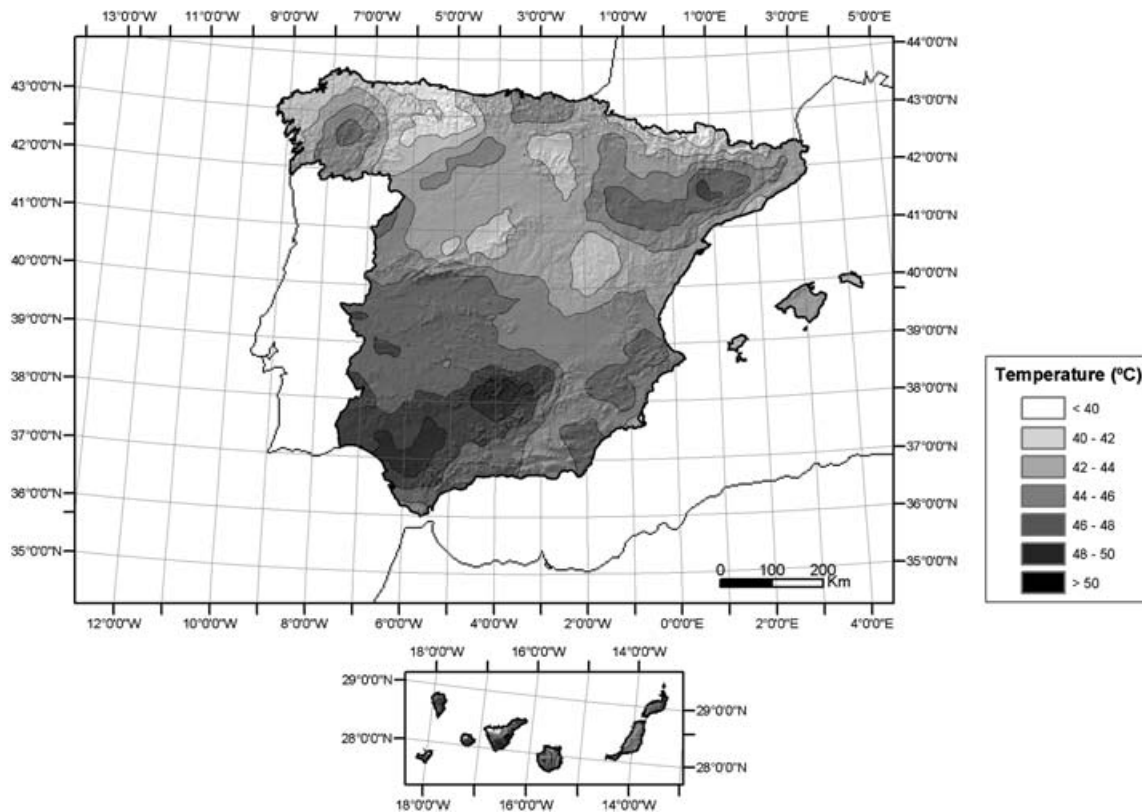 13°0'0"W 11°0'0"W 9°0'0"W 7°0'0"W 5°0'0"W 3°0'0"W 1°0'0"W 1°0'0"E 3°0'0"E 5°0'0"E
44°0'0"N
43°0'0"N 43°0'0"N
42°0'0"N 42°0'0"N
41°0'0"N 41°0'0"N
40°0'0"N 40°0'0"N
39°0'0"N 39°0'0"N
38°0'0"N 38°0'0"N
37°0'0"N 37°0'0"N
36°0'0"N 36°0'0"N
35°0'0"N 35°0'0"N
0 100 200
Km
12°0'0"W 10°0'0"W 8°0'0"W 6°0'0"W 4°0'0"W 2°0'0"W 0°0'0"E 2°0'0"E 4°0'0"E
Temperature (ºC)
< 40
40 - 42
42 - 44
44 - 46
46 - 48
48 - 50
> 50
18°0'0"W 16°0'0"W 14°0'0"W
29°0'0"N 29°0'0"N
28°0'0"N 28°0'0"N
18°0'0"W 16°0'0"W 14°0'0"W